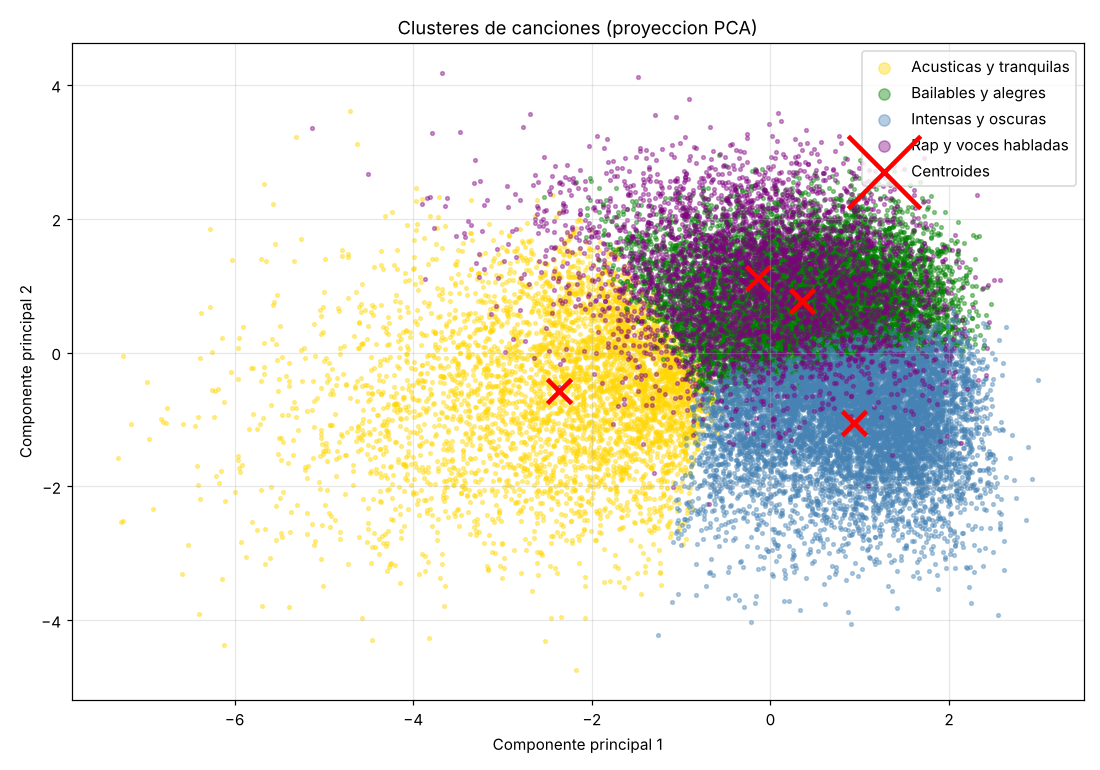 Clusteres de canciones (proyeccion PCA)
Acusticas y tranquilas
Bailables y alegres
Intensas y oscuras
Rap y voces habladas
Centroides
4
2
0
−2
−4
Componente principal 2
−6
−4
−2
0
2
Componente principal 1